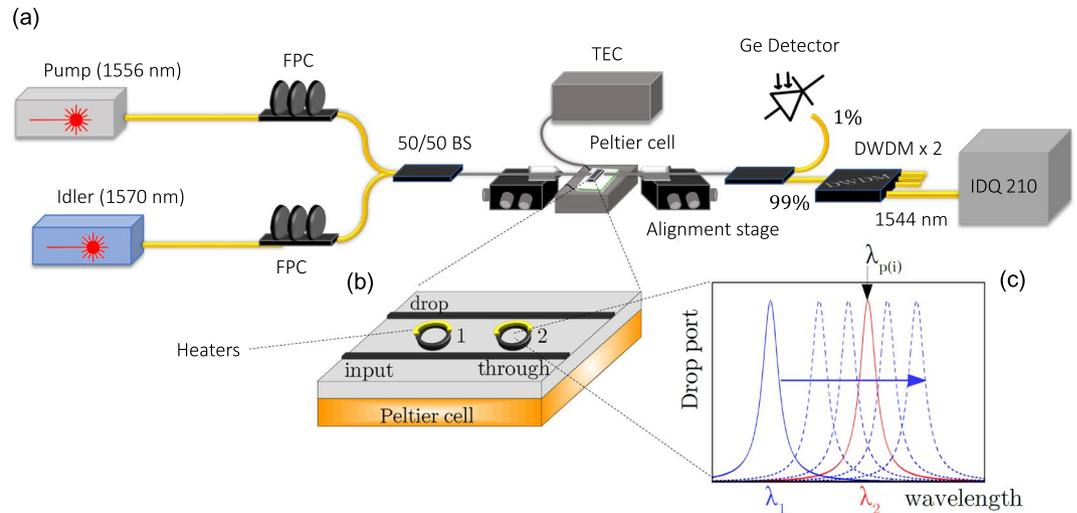 (a)
Pump (1556 nm)
FPC
TEC
Ge Detector
1%
50/50 BS
Peltier cell
DWDM x 2
DWDM
IDQ 210
Idler (1570 nm)
99%
1544 nm
FPC
Alignment stage
(b)
drop
1
2
Heaters
input
through
Peltier cell
(c)
λp(i)
Drop port
λ1
λ2
wavelength